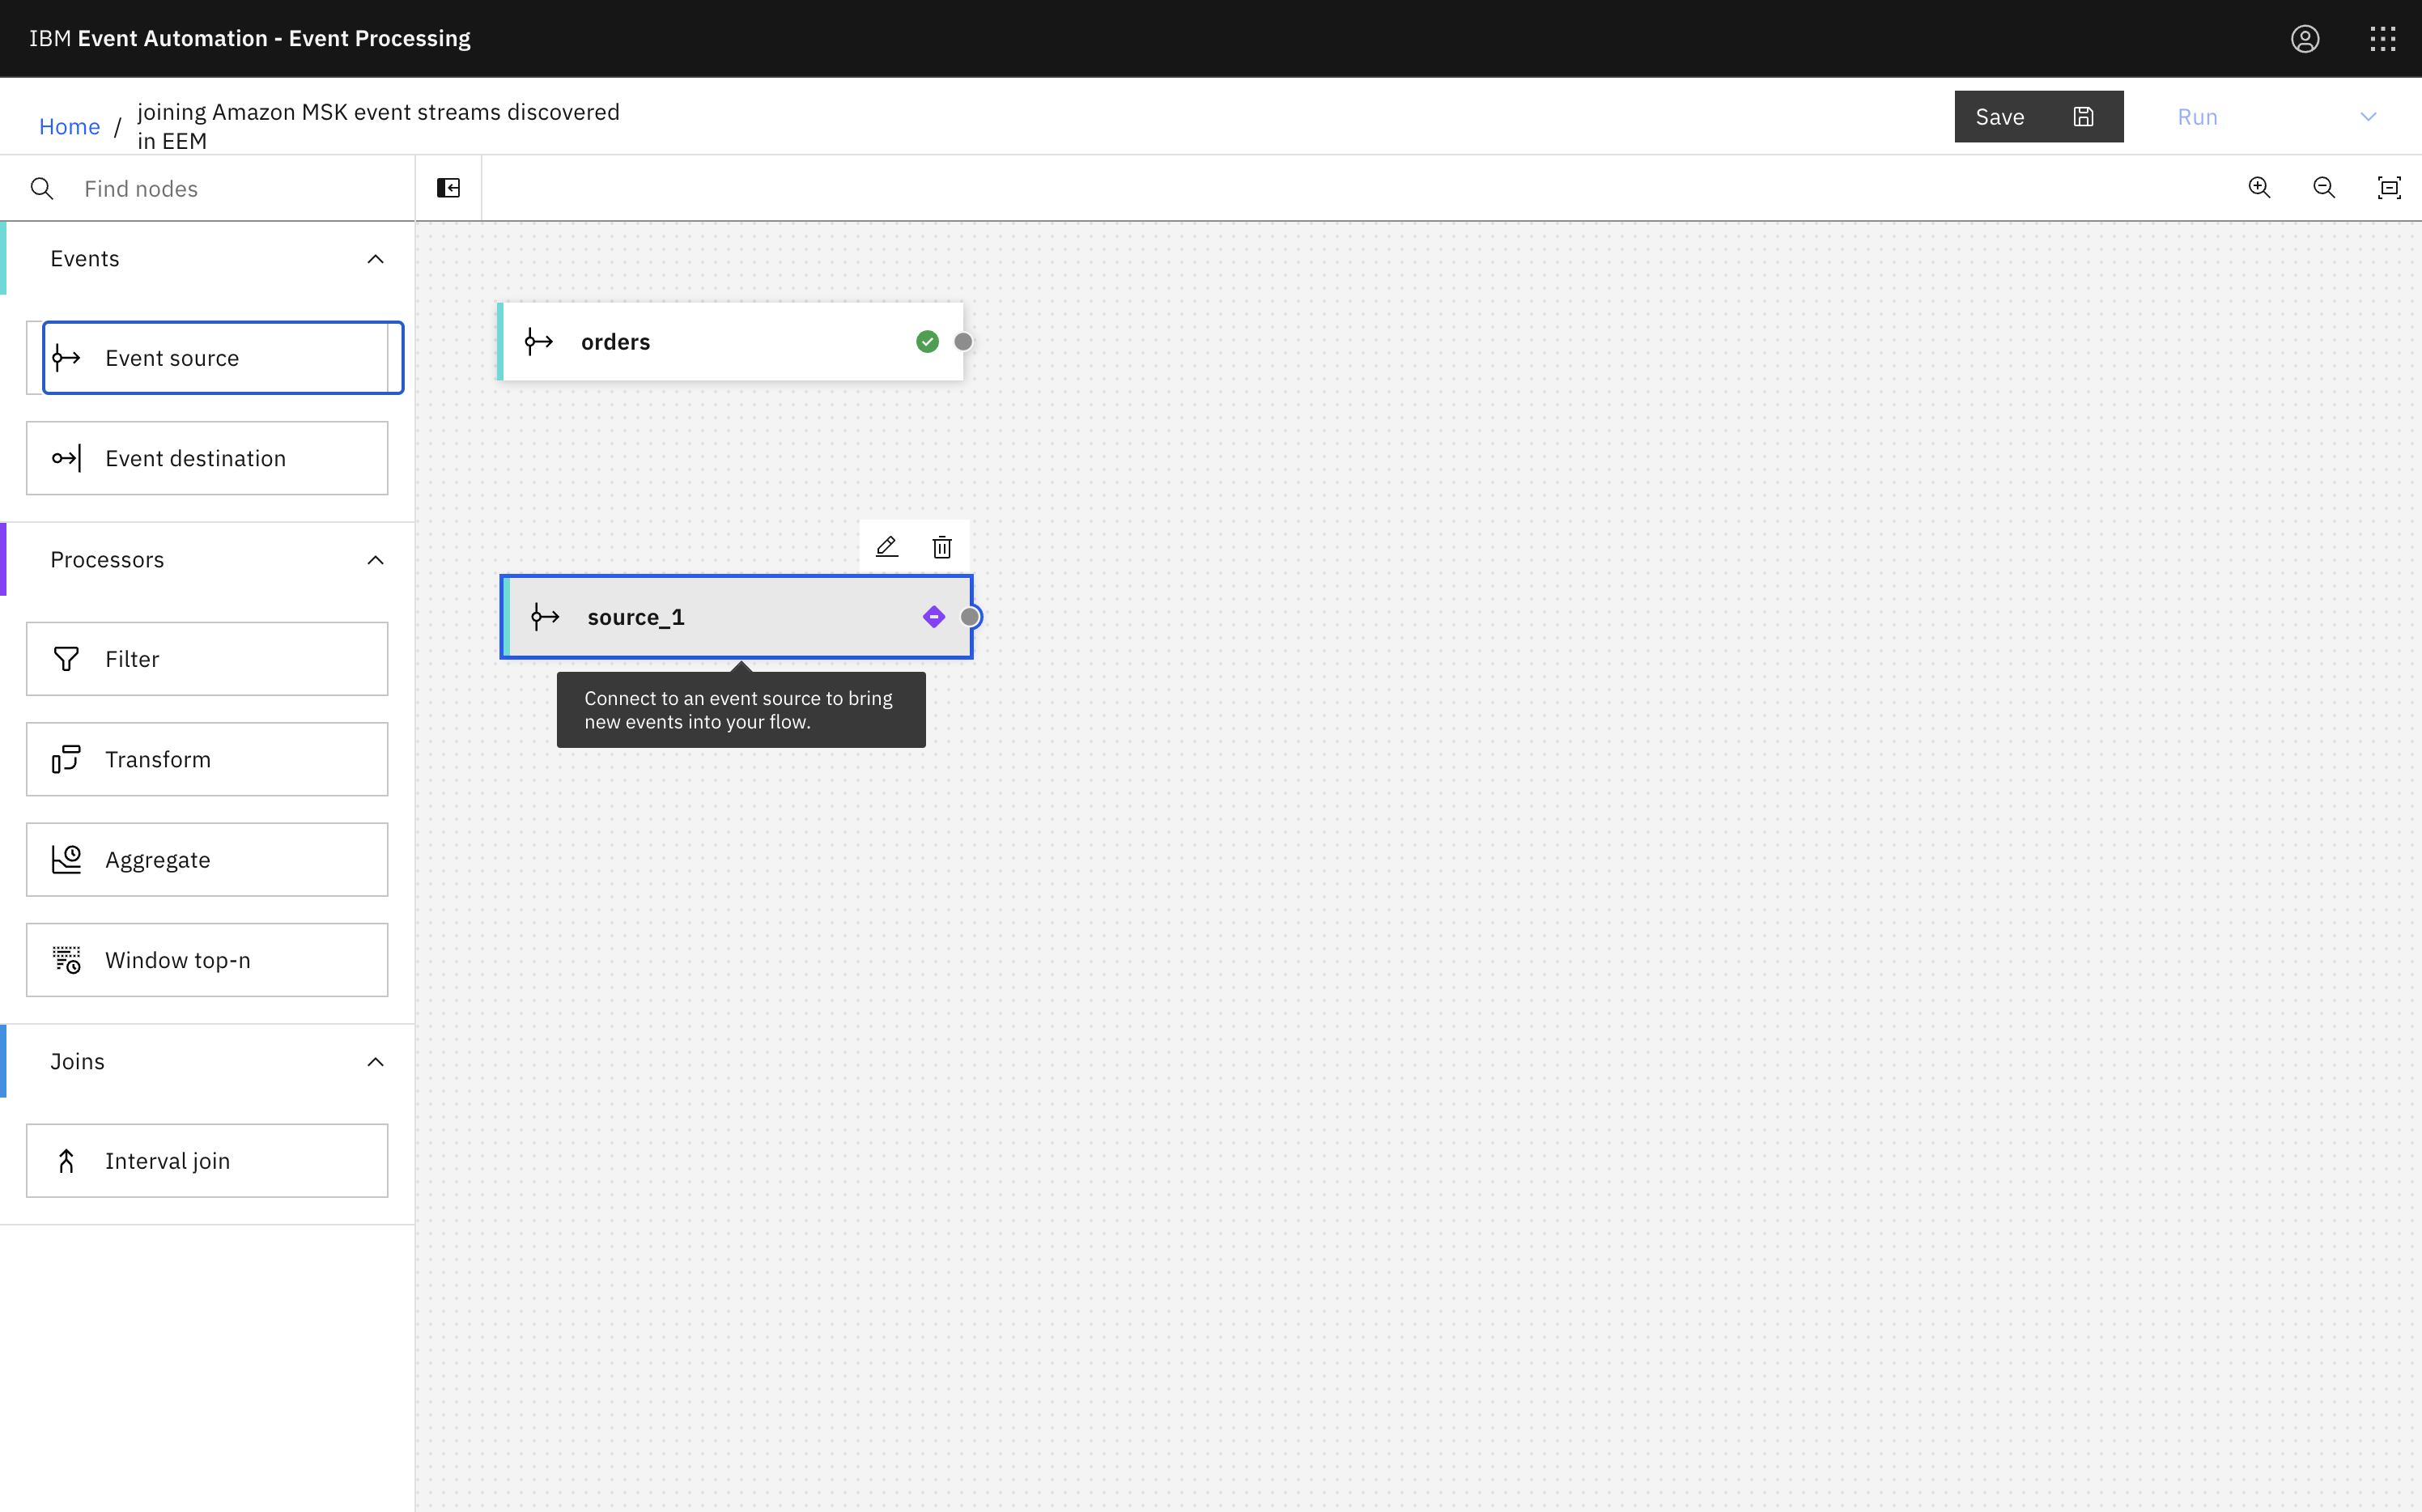 IBM Event Automation - Event Processing
Home / joining Amazon MSK event streams discovered
in EEM
Save
Run
Find nodes
Events
Event source
Event destination
Processors
Filter
Transform
Aggregate
Window top-n
Joins
Interval join
orders
source_1
Connect to an event source to bring
new events into your flow.